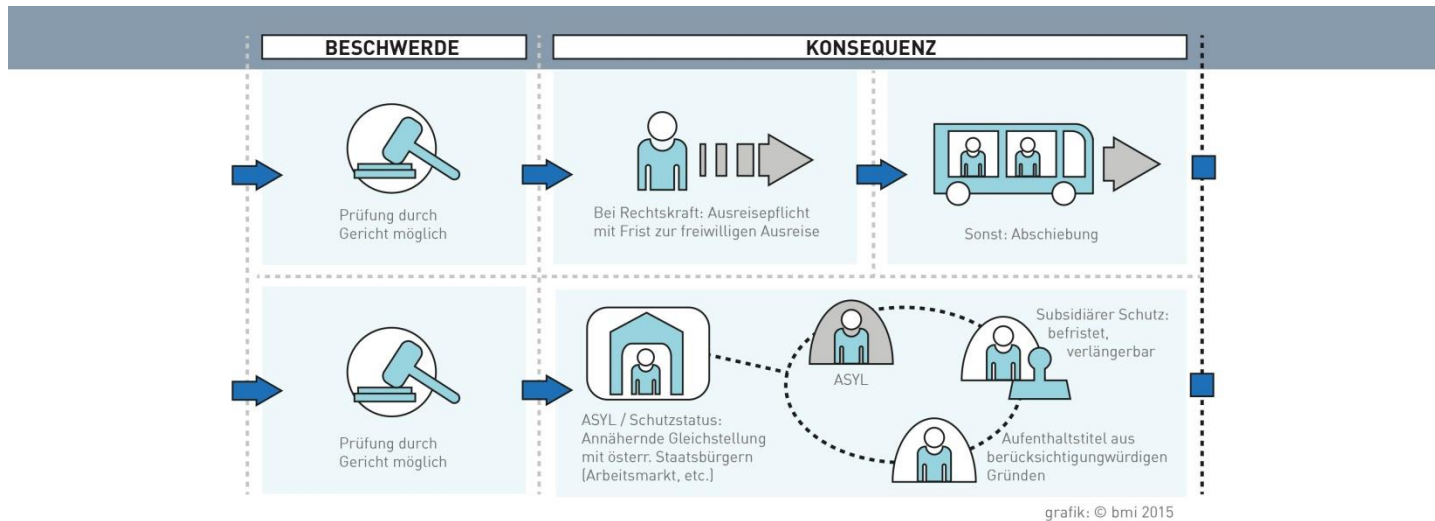 BESCHWERDE
KONSEQUENZ
Prüfung durch
Gericht möglich
Bei Rechtskraft: Ausreisepflicht
mit Frist zur freiwilligen Ausreise
Sonst: Abschiebung
Prüfung durch
Gericht möglich
ASYL / Schutzstatus:
Annähernde Gleichstellung
mit österr. Staatsbürgern
(Arbeitsmarkt, etc.)
ASYL
Subsidiärer Schutz:
befristet,
verlängerbar
Aufenthaltstitel aus
berücksichtigungwürdigen
Gründen
grafik: © bmi 2015